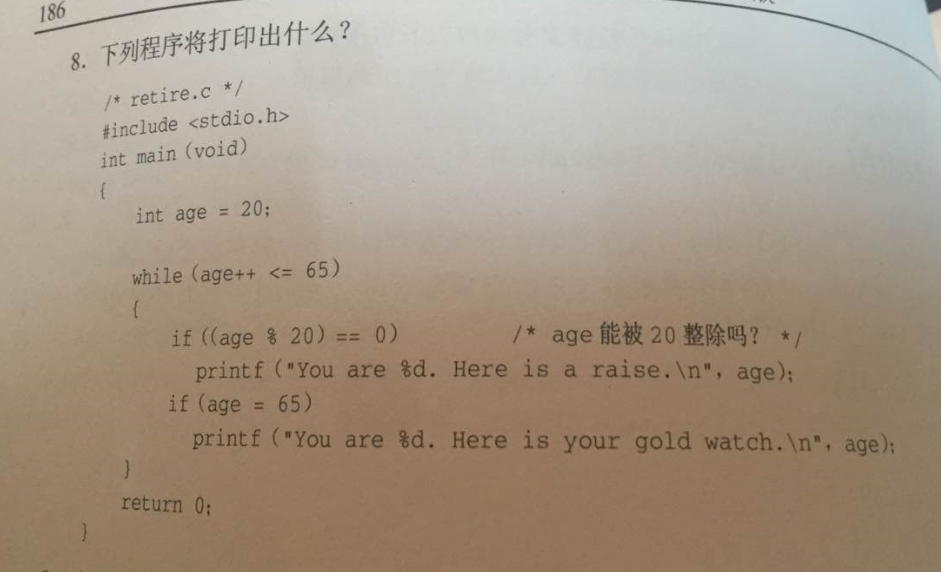 186
8. 下列程序将打印出什么？
/* retire.c */
#include <stdio.h>
int main (void)
{
int age = 20;
while (age++ <= 65)
{
if ((age % 20) == 0) /* age 能被 20 整除吗？ */
printf ("You are %d. Here is a raise.\n", age);
if (age = 65)
printf ("You are %d. Here is your gold watch.\n", age);
}
return 0;
}